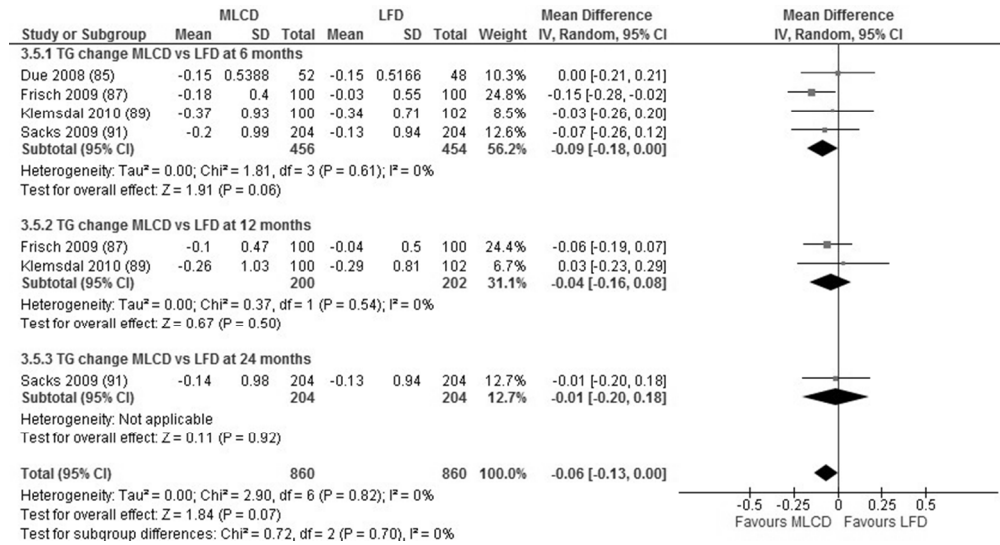 MLCD LFD Mean Difference Mean Difference
Study or Subgroup Mean SD Total Mean SD Total Weight IV, Random, 95% CI IV, Random, 95% CI
3.5.1 TG change MLCD vs LFD at 6 months
Due 2008 (85) -0.15 0.5388 52 -0.15 0.5166 48 10.3% 0.00 [-0.21, 0.21]
Frisch 2009 (87) -0.18 0.4 100 -0.03 0.55 100 24.8% -0.15 [-0.28, -0.02]
Klemsdal 2010 (89) -0.37 0.93 100 -0.34 0.71 102 8.5% -0.03 [-0.26, 0.20]
Sacks 2009 (91) -0.2 0.99 204 -0.13 0.94 204 12.6% -0.07 [-0.26, 0.12]
Subtotal (95% CI) 456 454 56.2% -0.09 [-0.18, 0.00]
Heterogeneity: Tau² = 0.00; Chi² = 1.81, df = 3 (P = 0.61); I² = 0%
Test for overall effect: Z = 1.91 (P = 0.06)
3.5.2 TG change MLCD vs LFD at 12 months
Frisch 2009 (87) -0.1 0.47 100 -0.04 0.5 100 24.4% -0.06 [-0.19, 0.07]
Klemsdal 2010 (89) -0.26 1.03 100 -0.29 0.81 102 6.7% 0.03 [-0.23, 0.29]
Subtotal (95% CI) 200 202 31.1% -0.04 [-0.16, 0.08]
Heterogeneity: Tau² = 0.00; Chi² = 0.37, df = 1 (P = 0.54); I² = 0%
Test for overall effect: Z = 0.67 (P = 0.50)
3.5.3 TG change MLCD vs LFD at 24 months
Sacks 2009 (91) -0.14 0.98 204 -0.13 0.94 204 12.7% -0.01 [-0.20, 0.18]
Subtotal (95% CI) 204 204 12.7% -0.01 [-0.20, 0.18]
Heterogeneity: Not applicable
Test for overall effect: Z = 0.11 (P = 0.92)
Total (95% CI) 860 860 100.0% -0.06 [-0.13, 0.00]
Heterogeneity: Tau² = 0.00; Chi² = 2.90, df = 6 (P = 0.82); I² = 0%
Test for overall effect: Z = 1.84 (P = 0.07)
Test for subgroup differences: Chi² = 0.72, df = 2 (P = 0.70), I² = 0%
-0.5 -0.25 0 0.25 0.5
Favours MLCD Favours LFD